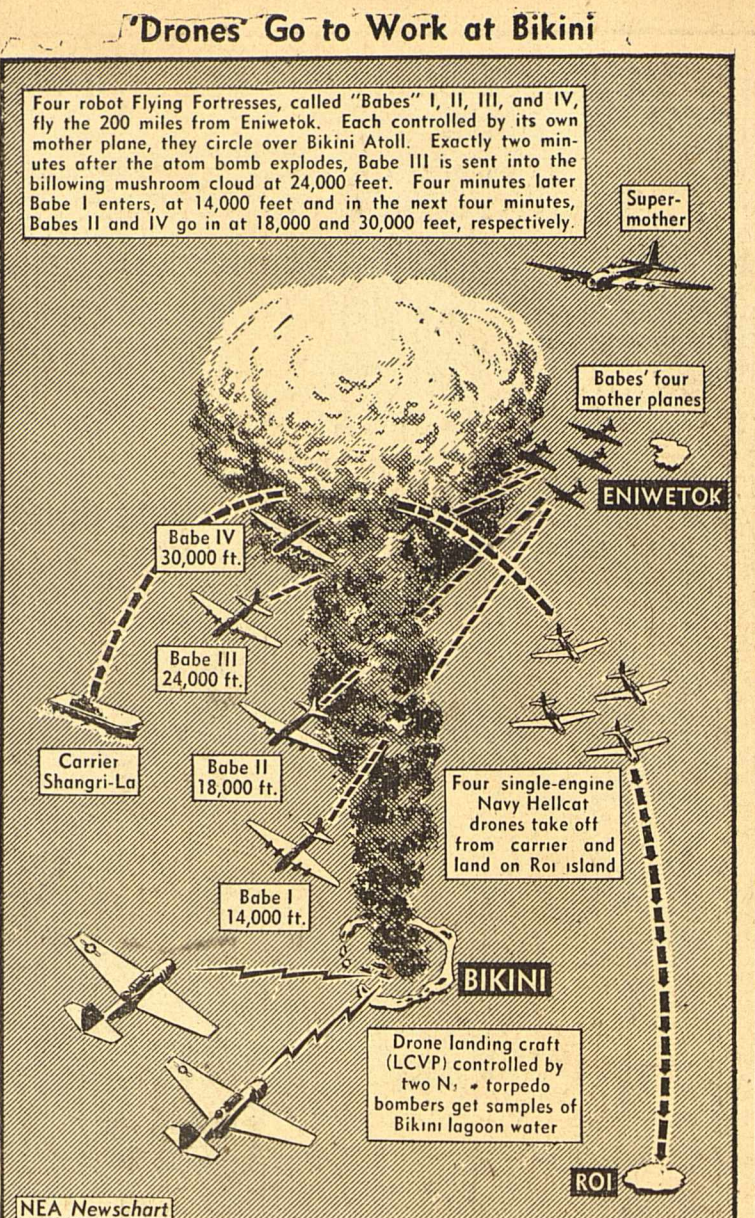 'Drones' Go to Work at Bikini
Four robot Flying Fortresses, called "Babes" I, II, III, and IV,
fly the 200 miles from Eniwetok. Each controlled by its own
mother plane, they circle over Bikini Atoll. Exactly two min-
utes after the atom bomb explodes, Babe III is sent into the
billowing mushroom cloud at 24,000 feet. Four minutes later
Babe I enters, at 14,000 feet and in the next four minutes,
Babes II and IV go in at 18,000 and 30,000 feet, respectively.
Super-
mother
Babes' four
mother planes
ENIWETOK
Babe IV
30,000 ft.
Babe III
24,000 ft.
Carrier
Shangri-La
Babe II
18,000 ft.
Four single-engine
Navy Hellcat
drones take off
from carrier and
land on Roi island
Babe I
14,000 ft.
BIKINI
Drone landing craft
(LCVP) controlled by
two torpedo
bombers get samples of
Bikini lagoon water
ROI
NEA Newschart